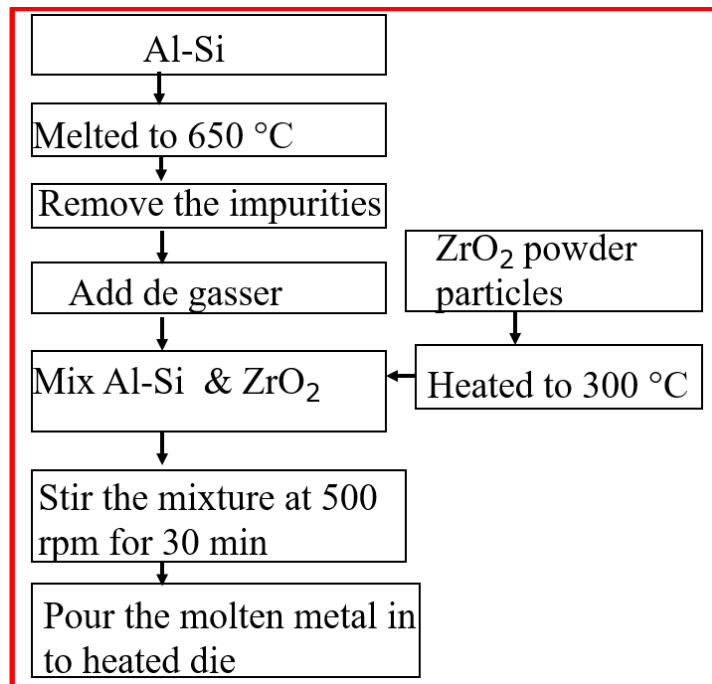 Al-Si
Melted to 650 °C
Remove the impurities
Add de gasser
ZrO₂ powder
particles
Heated to 300 °C
Mix Al-Si & ZrO₂
Stir the mixture at 500
rpm for 30 min
Pour the molten metal in
to heated die